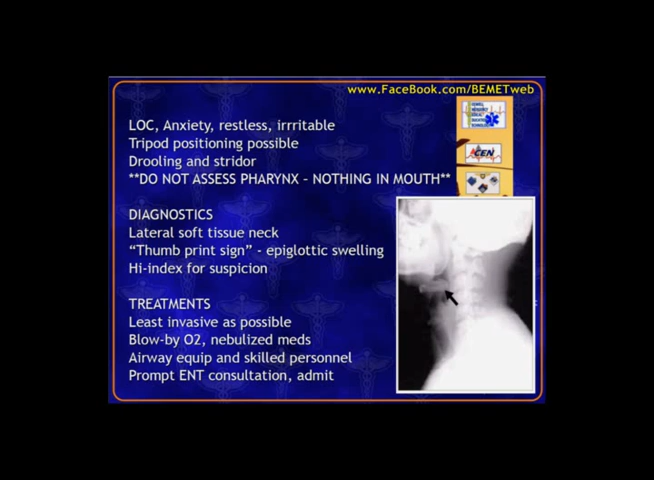 www.FaceBook.com/BEMETweb
LOC, Anxiety, restless, irrritable
Tripod positioning possible
Drooling and stridor
**DO NOT ASSESS PHARYNX - NOTHING IN MOUTH**
DIAGNOSTICS
Lateral soft tissue neck
“Thumb print sign” - epiglottic swelling
Hi-index for suspicion
TREATMENTS
Least invasive as possible
Blow-by O2, nebulized meds
Airway equip and skilled personnel
Prompt ENT consultation, admit
CEN